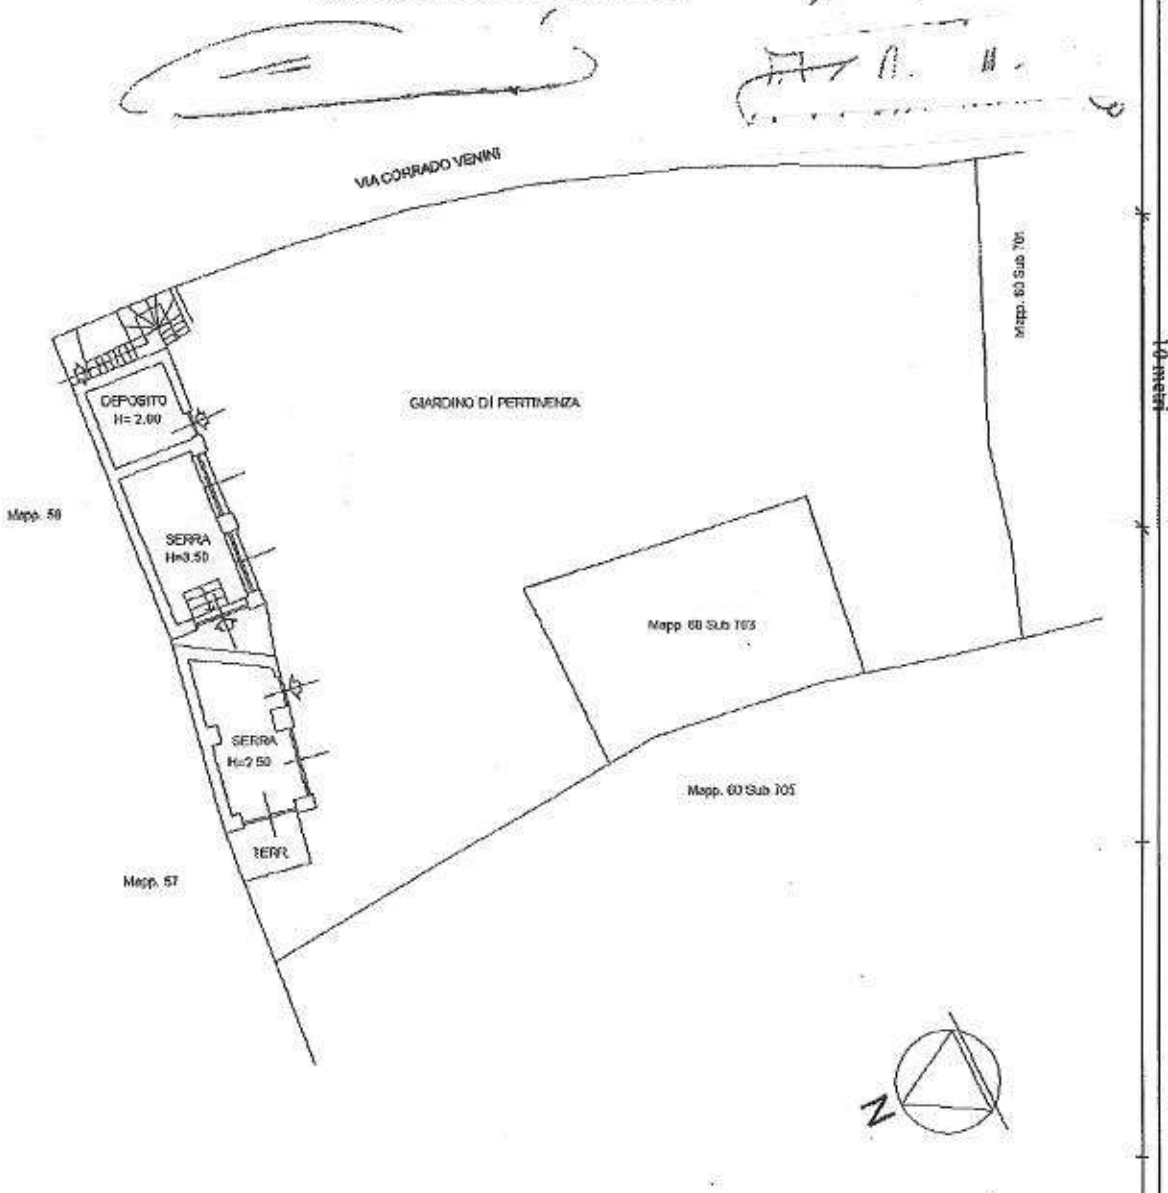 VIA CORRADO VENINI
Mapp. 60 Sub 701
10 metri
DEPOSITO
H= 2.00
GIARDINO DI PERTINENZA
Mapp. 58
SERRA
H=3.50
Mapp. 60 Sub 703
SERRA
H=2.50
Mapp. 60 Sub 705
Mapp. 57
N